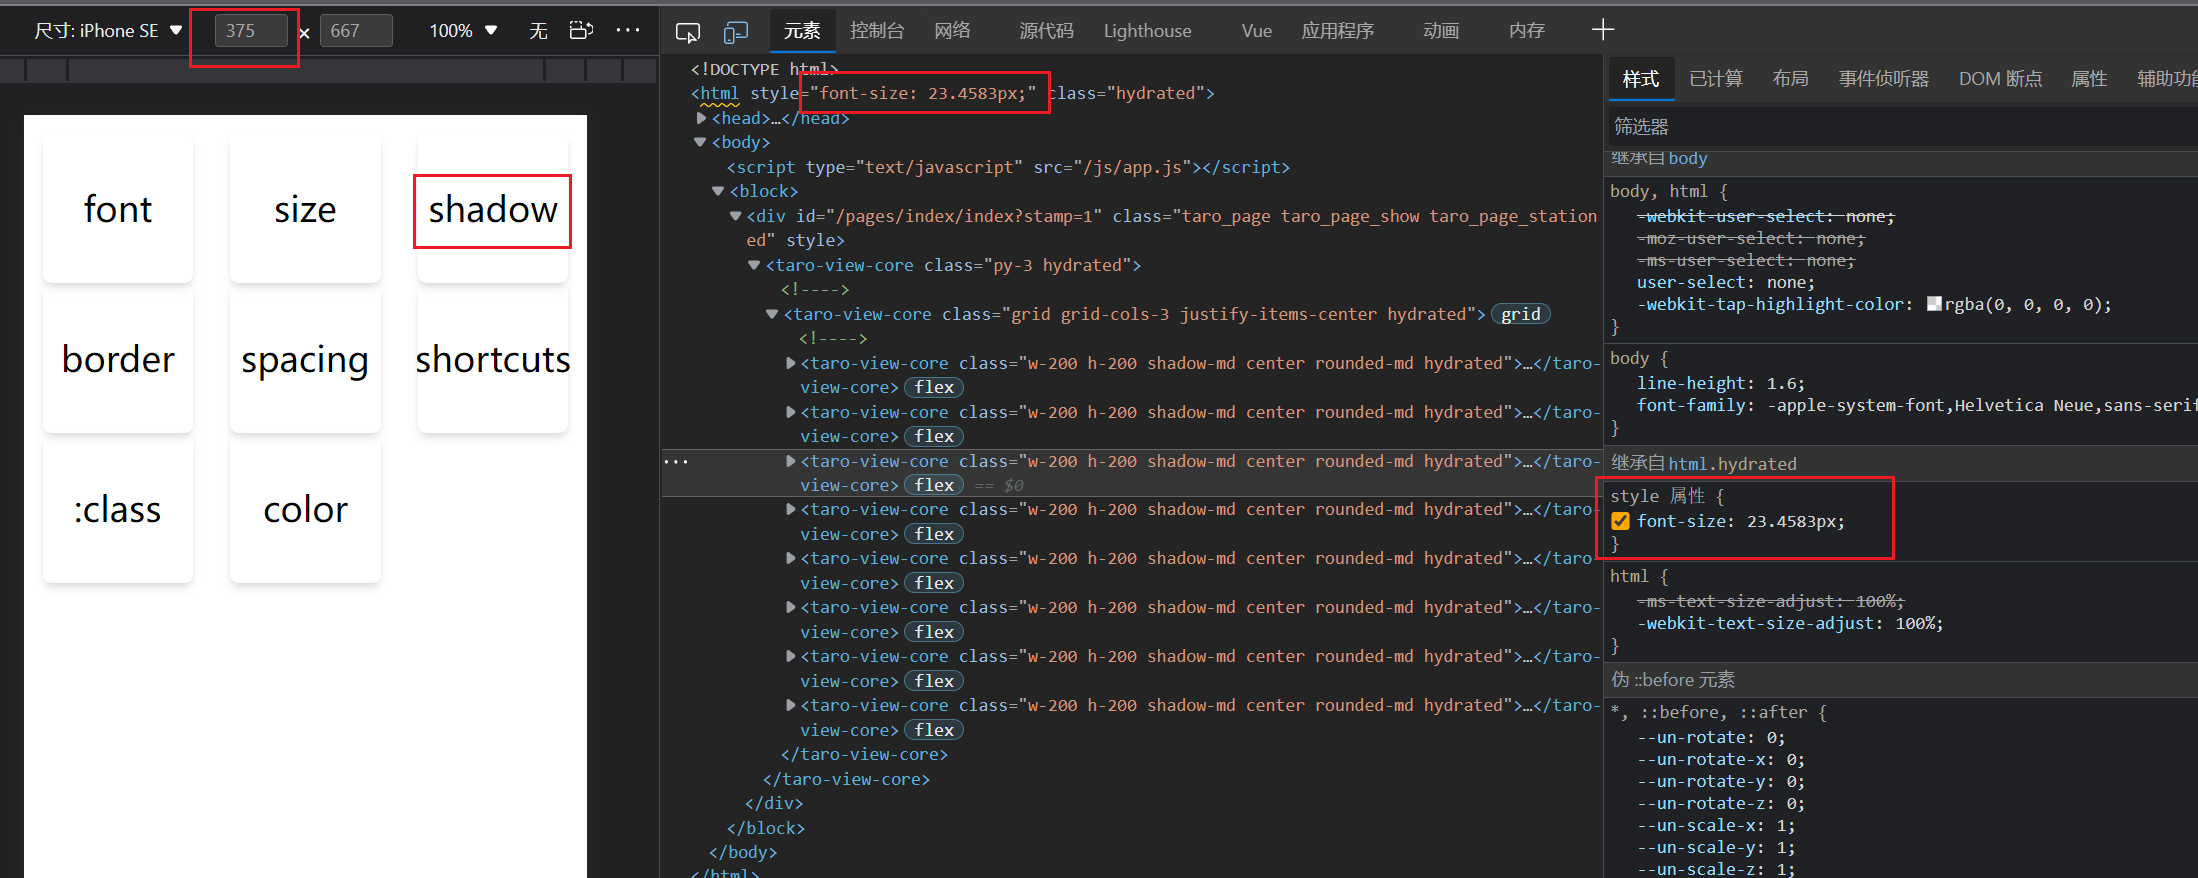 尺寸: iPhone SE 375 × 667 100% 无
元素 控制台 网络 源代码 Lighthouse Vue 应用程序 动画 内存
font size shadow
border spacing shortcuts
:class color
<!DOCTYPE html>
<html style="font-size: 23.4583px;" class="hydrated">
<head>…</head>
<body>
<script type="text/javascript" src="/js/app.js"></script>
<block>
<div id="/pages/index/index?stamp=1" class="taro_page taro_page_show taro_page_station
ed" style>
<taro-view-core class="py-3 hydrated">
<!---->
<taro-view-core class="grid grid-cols-3 justify-items-center hydrated"> grid
<!---->
<taro-view-core class="w-200 h-200 shadow-md center rounded-md hydrated">…</taro-
view-core> flex
<taro-view-core class="w-200 h-200 shadow-md center rounded-md hydrated">…</taro-
view-core> flex
<taro-view-core class="w-200 h-200 shadow-md center rounded-md hydrated">…</taro-
view-core> flex == $0
<taro-view-core class="w-200 h-200 shadow-md center rounded-md hydrated">…</taro-
view-core> flex
<taro-view-core class="w-200 h-200 shadow-md center rounded-md hydrated">…</taro-
view-core> flex
<taro-view-core class="w-200 h-200 shadow-md center rounded-md hydrated">…</taro-
view-core> flex
<taro-view-core class="w-200 h-200 shadow-md center rounded-md hydrated">…</taro-
view-core> flex
<taro-view-core class="w-200 h-200 shadow-md center rounded-md hydrated">…</taro-
view-core> flex
</taro-view-core>
</taro-view-core>
</div>
</block>
</body>
</html>
样式 已计算 布局 事件侦听器 DOM 断点 属性 辅助功能
筛选器
继承自 body
body, html {
-webkit-user-select: none;
-moz-user-select: none;
-ms-user-select: none;
user-select: none;
-webkit-tap-highlight-color: rgba(0, 0, 0, 0);
}
body {
line-height: 1.6;
font-family: -apple-system-font,Helvetica Neue,sans-serif
}
继承自 html.hydrated
style 属性 {
font-size: 23.4583px;
}
html {
-ms-text-size-adjust: 100%;
-webkit-text-size-adjust: 100%;
}
伪 ::before 元素
*, ::before, ::after {
--un-rotate: 0;
--un-rotate-x: 0;
--un-rotate-y: 0;
--un-rotate-z: 0;
--un-scale-x: 1;
--un-scale-y: 1;
--un-scale-z: 1;